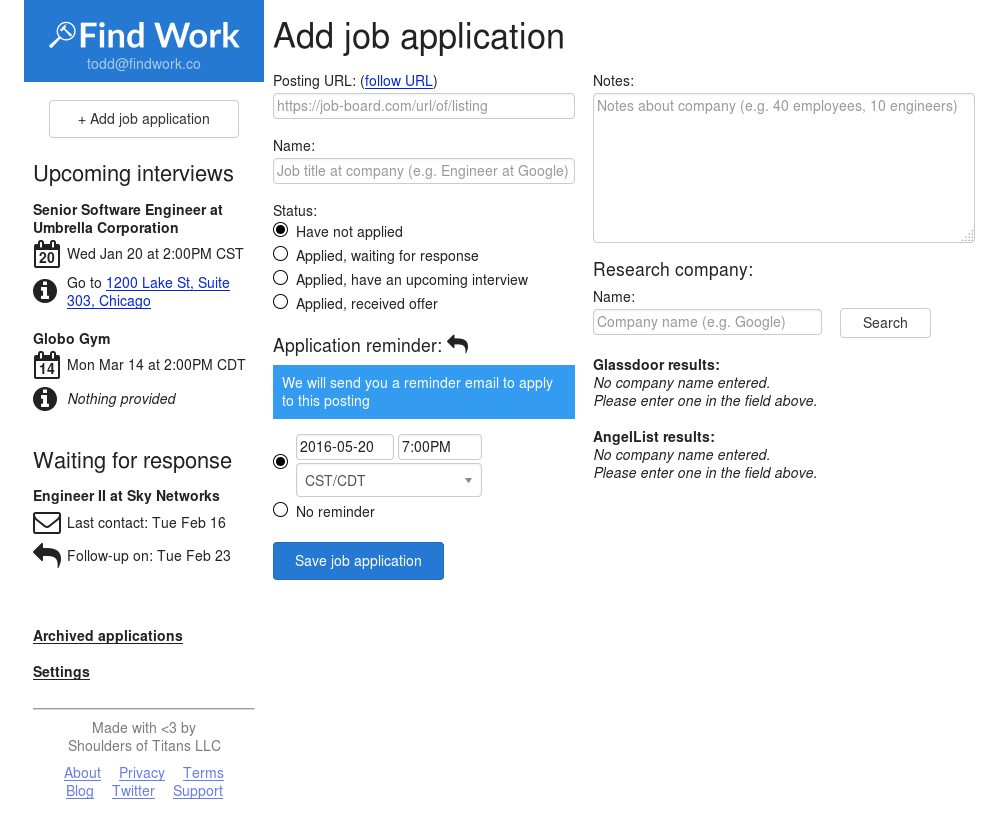 Find Work
todd@findwork.co
+ Add job application
Upcoming interviews
Senior Software Engineer at
Umbrella Corporation
20 Wed Jan 20 at 2:00PM CST
Go to 1200 Lake St, Suite
303, Chicago
Globo Gym
14 Mon Mar 14 at 2:00PM CDT
Nothing provided
Waiting for response
Engineer II at Sky Networks
Last contact: Tue Feb 16
Follow-up on: Tue Feb 23
Archived applications
Settings
Made with <3 by
Shoulders of Titans LLC
About Privacy Terms
Blog Twitter Support
Add job application
Posting URL: (follow URL)
https://job-board.com/url/of/listing
Name:
Job title at company (e.g. Engineer at Google)
Status:
Have not applied
Applied, waiting for response
Applied, have an upcoming interview
Applied, received offer
Application reminder:
We will send you a reminder email to apply
to this posting
2016-05-20 7:00PM
CST/CDT
No reminder
Save job application
Notes:
Notes about company (e.g. 40 employees, 10 engineers)
Research company:
Name:
Company name (e.g. Google) Search
Glassdoor results:
No company name entered.
Please enter one in the field above.
AngelList results:
No company name entered.
Please enter one in the field above.